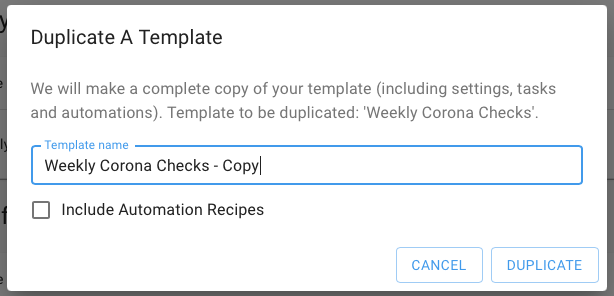 Duplicate A Template
We will make a complete copy of your template (including settings, tasks
and automations). Template to be duplicated: 'Weekly Corona Checks'.
Template name
Weekly Corona Checks - Copy
Include Automation Recipes
CANCEL DUPLICATE